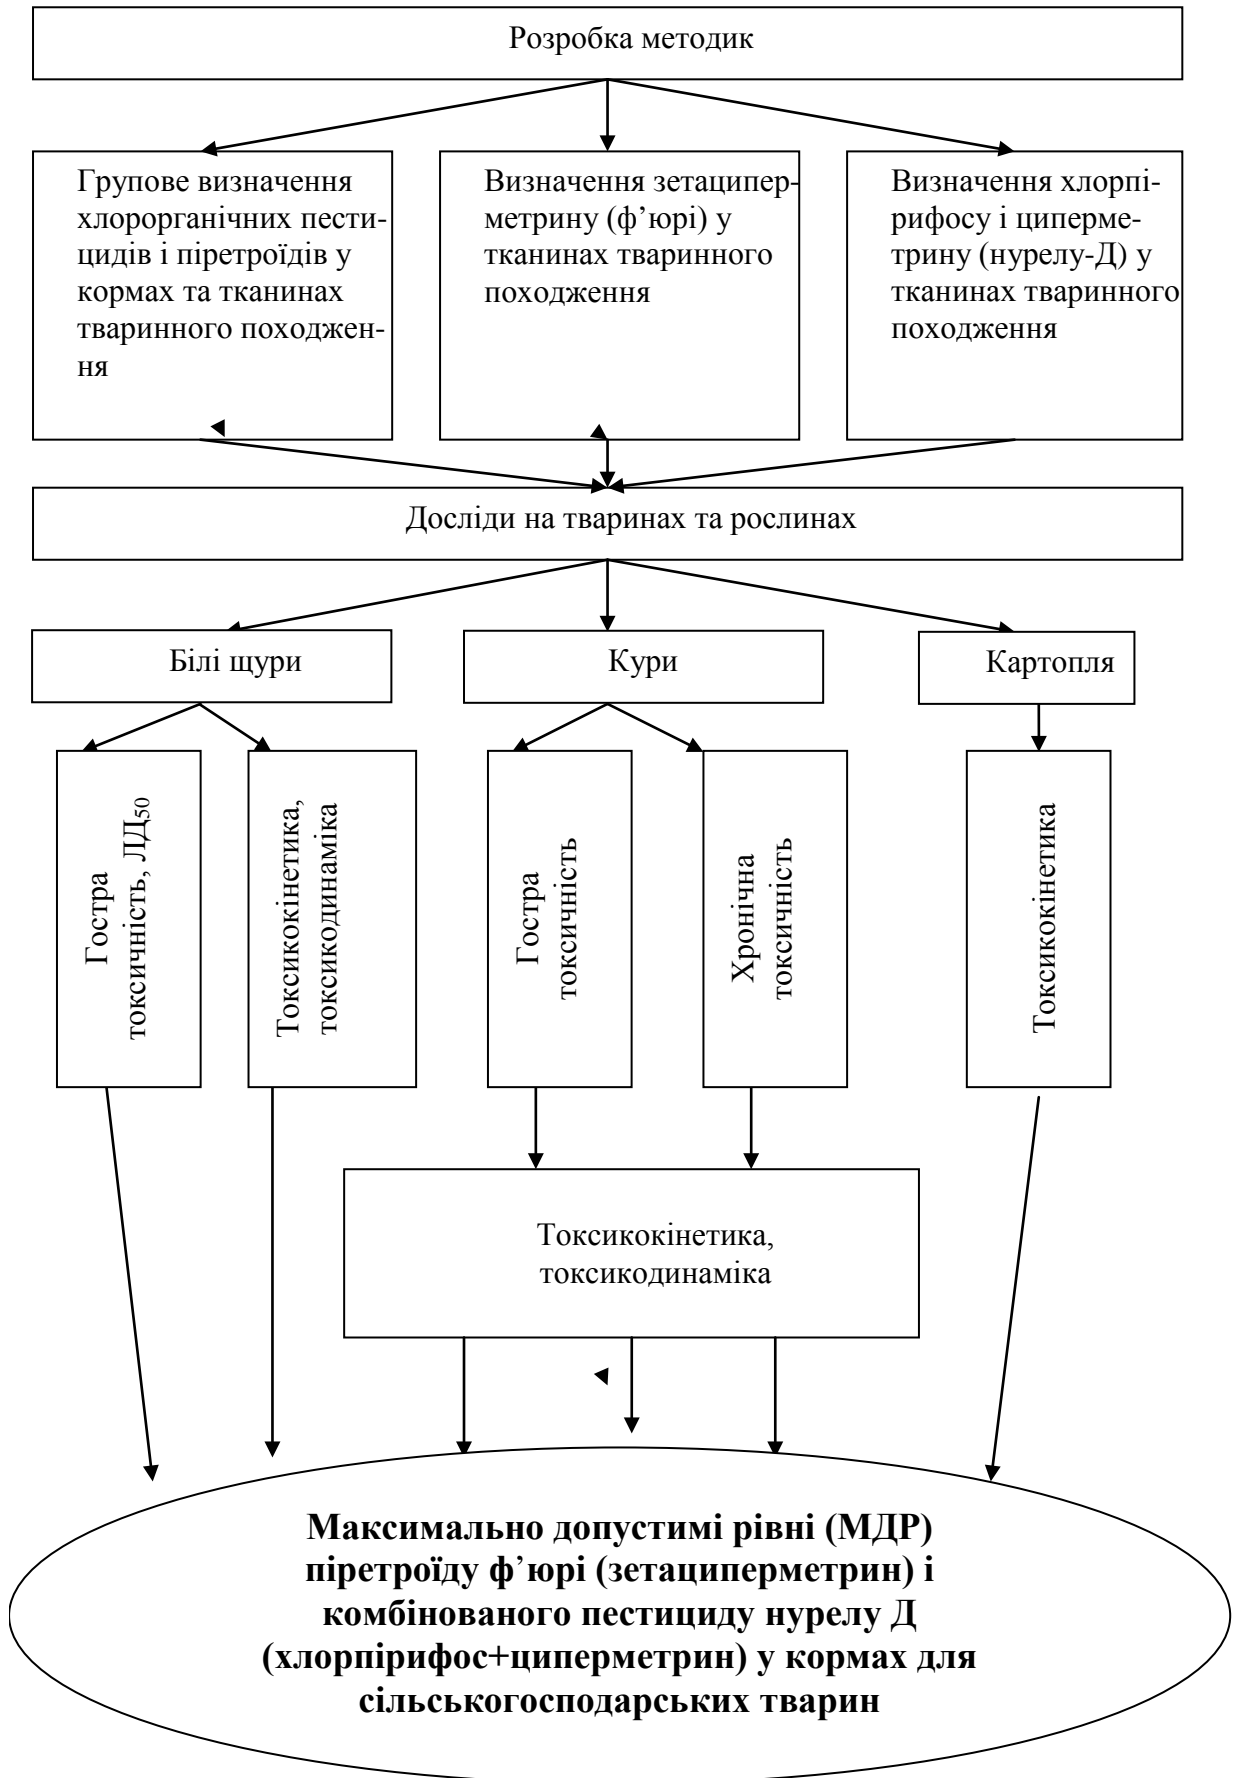 Розробка методик
Групове визначення
хлорорганічних пести-
цидів і піретроїдів у
кормах та тканинах
тваринного походжен-
ня
Визначення зетаципер-
метрину (ф’юрі) у
тканинах тваринного
походження
Визначення хлорпі-
рифосу і циперме-
трину (нурелу-Д) у
тканинах тваринного
походження
Досліди на тваринах та рослинах
Білі щури
Кури
Картопля
Гостра
токсичність, ЛД₅₀
Токсикокінетика,
токсикодинаміка
Гостра
токсичність
Хронічна
токсичність
Токсикокінетика
Токсикокінетика,
токсикодинаміка
Максимально допустимі рівні (МДР)
піретроїду ф’юрі (зетациперметрин) і
комбінованого пестициду нурелу Д
(хлорпірифос+циперметрин) у кормах для
сільськогосподарських тварин